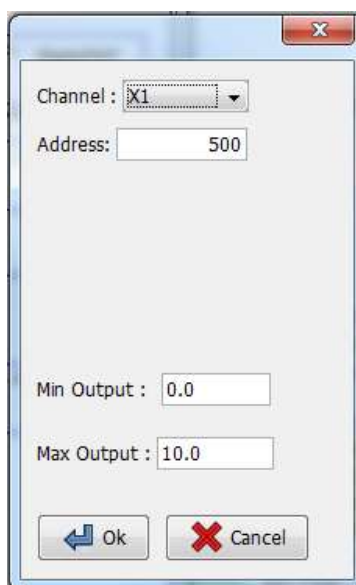 Channel : X1
Address: 500
Min Output : 0.0
Max Output : 10.0
Ok Cancel